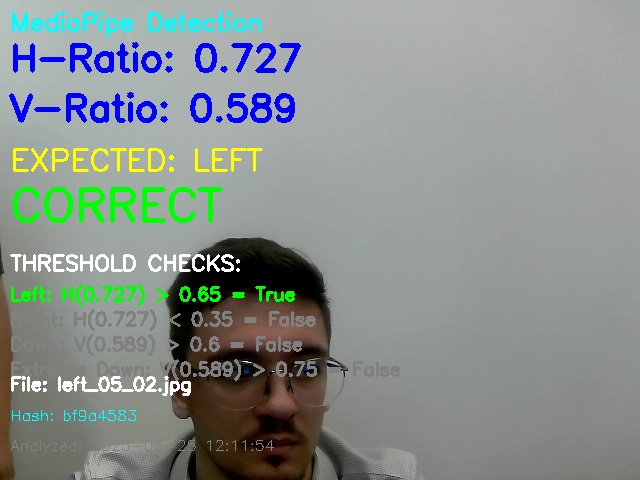 MediaPipe Detection
H-Ratio: 0.727
V-Ratio: 0.589
EXPECTED: LEFT
CORRECT
THRESHOLD CHECKS:
Left: H(0.727) > 0.65 = True
H(0.727) < 0.35 = False
V(0.589) > 0.6 = False
Down: V(0.589) > 0.75 = False
File: left_05_02.jpg
Hash: bf9a4583
Analyzed: 12:11:54